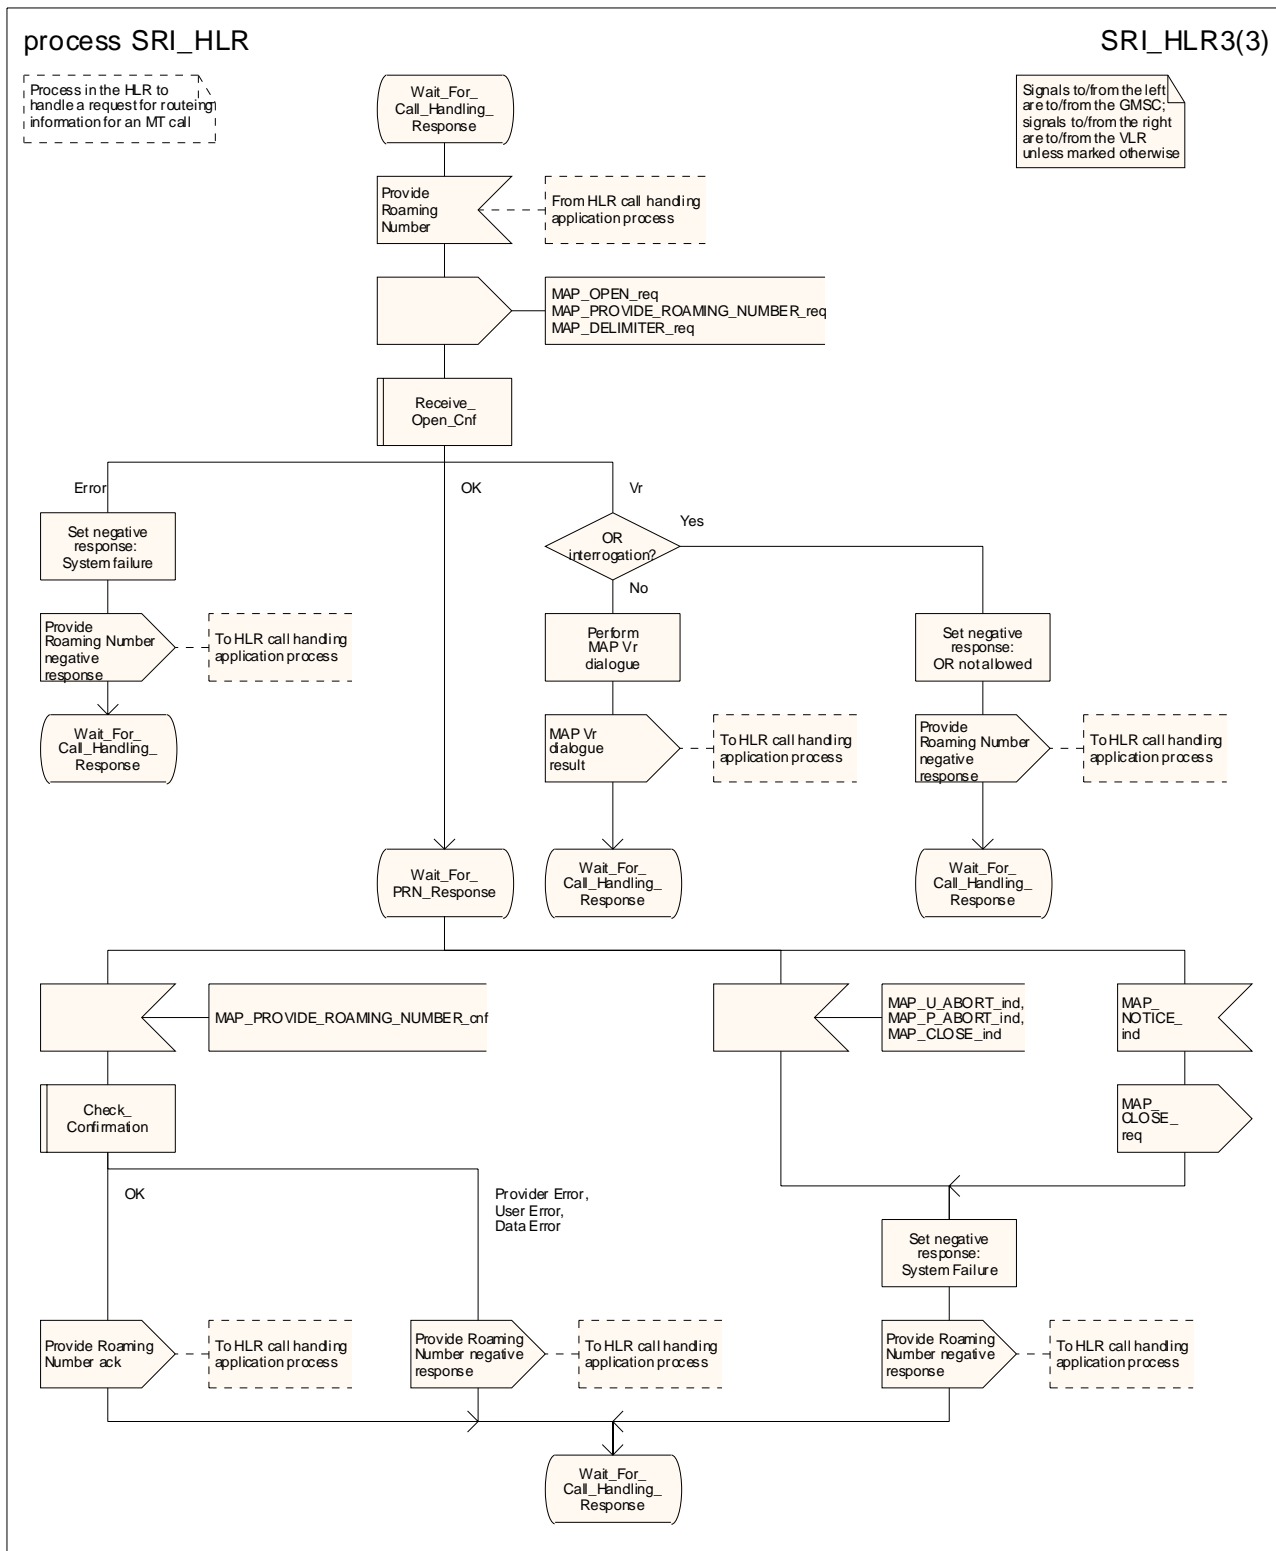 process SRI_HLR
SRI_HLR3(3)
Process in the HLR to
handle a request for routeing
information for an MT call
Wait_For_
Call_Handling_
Response
Signals to/from the left
are to/from the GMSC;
signals to/from the right
are to/from the VLR
unless marked otherwise
Provide
Roaming
Number
From HLR call handling
application process
MAP_OPEN_req
MAP_PROVIDE_ROAMING_NUMBER_req
MAP_DELIMITER_req
Receive_
Open_Cnf
Error
OK
Vr
Set negative
response:
System failure
OR
interrogation?
Yes
No
Provide
Roaming Number
negative
response
To HLR call handling
application process
Perform
MAP Vr
dialogue
Set negative
response:
OR not allowed
Wait_For_
Call_Handling_
Response
MAP Vr
dialogue
result
To HLR call handling
application process
Provide
Roaming Number
negative
response
To HLR call handling
application process
Wait_For_
PRN_Response
Wait_For_
Call_Handling_
Response
Wait_For_
Call_Handling_
Response
MAP_PROVIDE_ROAMING_NUMBER_cnf
MAP_U_ABORT_ind,
MAP_P_ABORT_ind,
MAP_CLOSE_ind
MAP_
NOTICE_
ind
Check_
Confirmation
MAP_
CLOSE_
req
OK
Provider Error,
User Error,
Data Error
Set negative
response:
System Failure
Provide Roaming
Number ack
To HLR call handling
application process
Provide Roaming
Number negative
response
To HLR call handling
application process
Provide Roaming
Number negative
response
To HLR call handling
application process
Wait_For_
Call_Handling_
Response